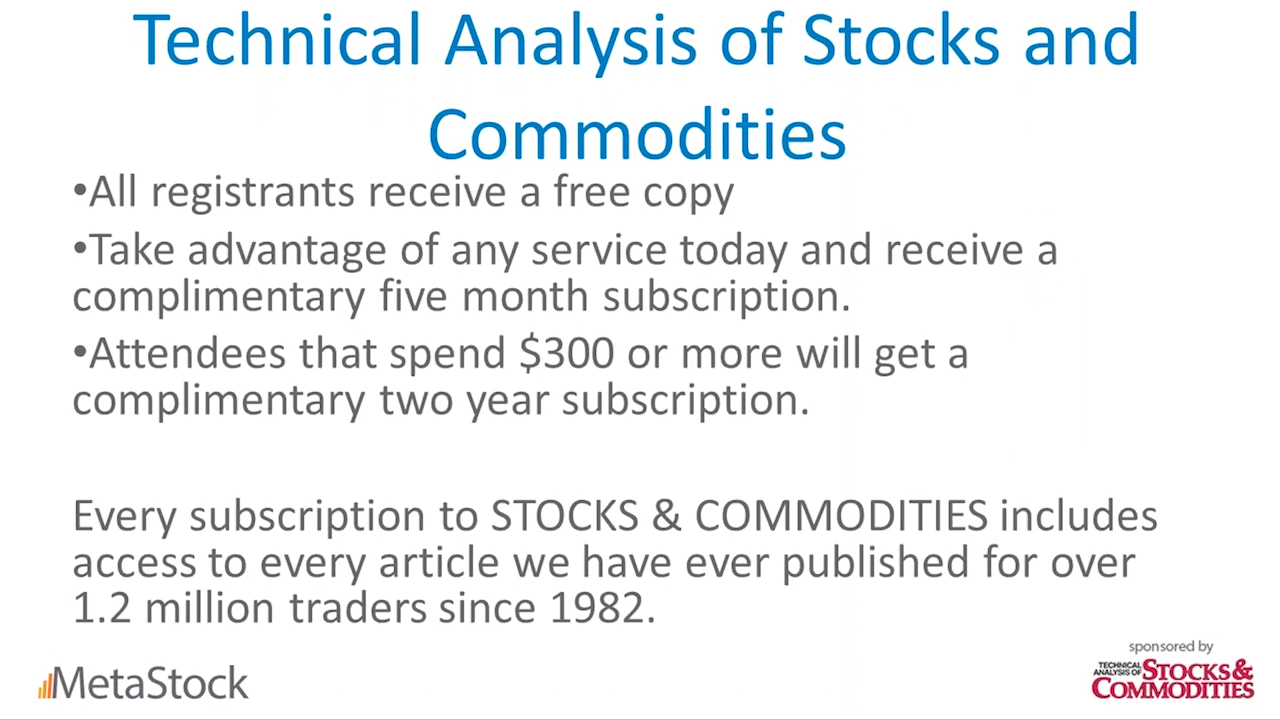 Technical Analysis of Stocks and
Commodities
•All registrants receive a free copy
•Take advantage of any service today and receive a
complimentary five month subscription.
•Attendees that spend $300 or more will get a
complimentary two year subscription.
Every subscription to STOCKS & COMMODITIES includes
access to every article we have ever published for over
1.2 million traders since 1982.
MetaStock
sponsored by
TECHNICAL
ANALYSIS OF
STOCKS &
COMMODITIES